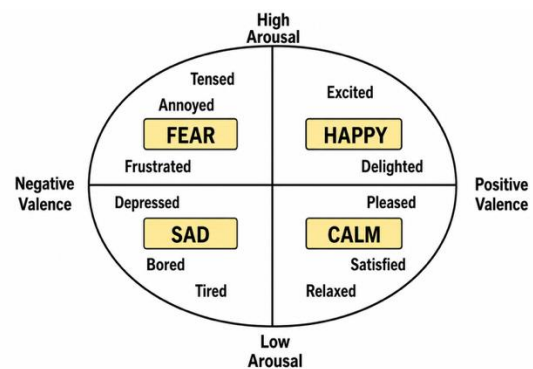 High
Arousal
Tensed
Excited
Annoyed
FEAR
HAPPY
Frustrated
Delighted
Negative
Valence
Positive
Valence
Depressed
Pleased
SAD
CALM
Bored
Satisfied
Tired
Relaxed
Low
Arousal